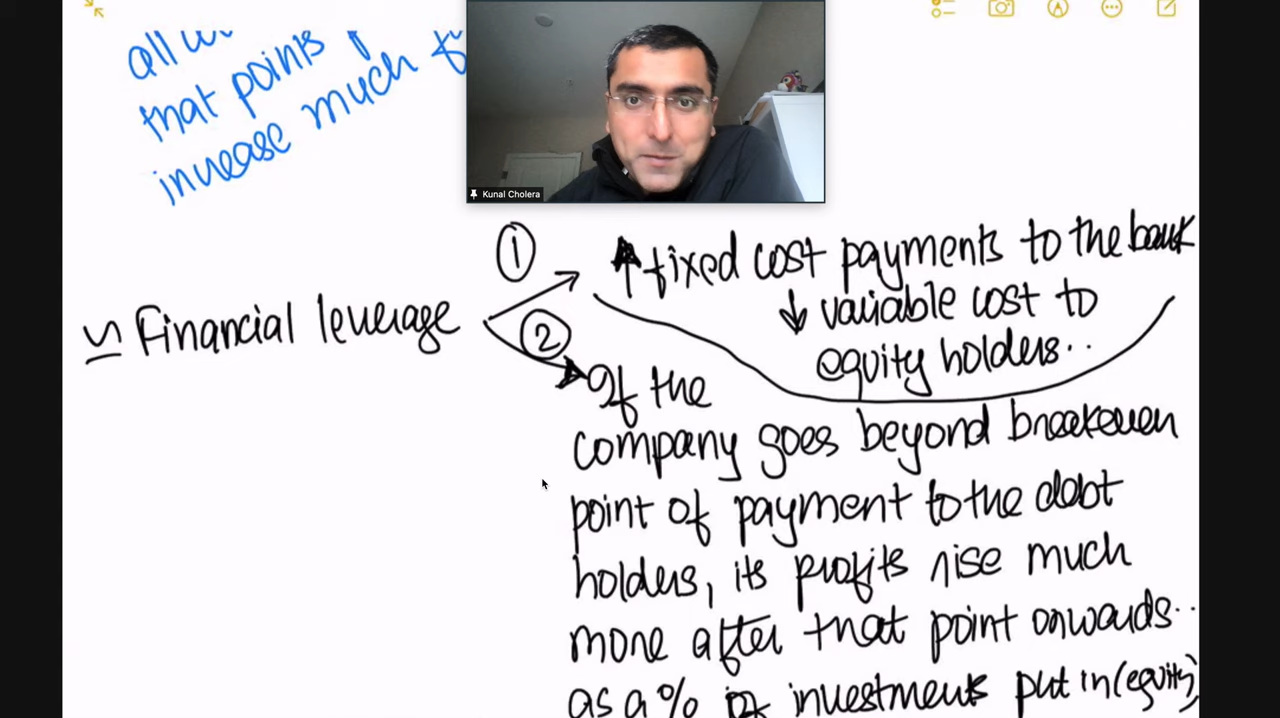 all w
that points
increase much
Kunal Cholera
① ↑ fixed cost payments to the bank
↓ variable cost to
equity holders..
⇒ Financial leverage
②
If the
company goes beyond breakeven
point of payment to the debt
holders, its profits rise much
more after that point onwards..
as a % of investments put in (equity)